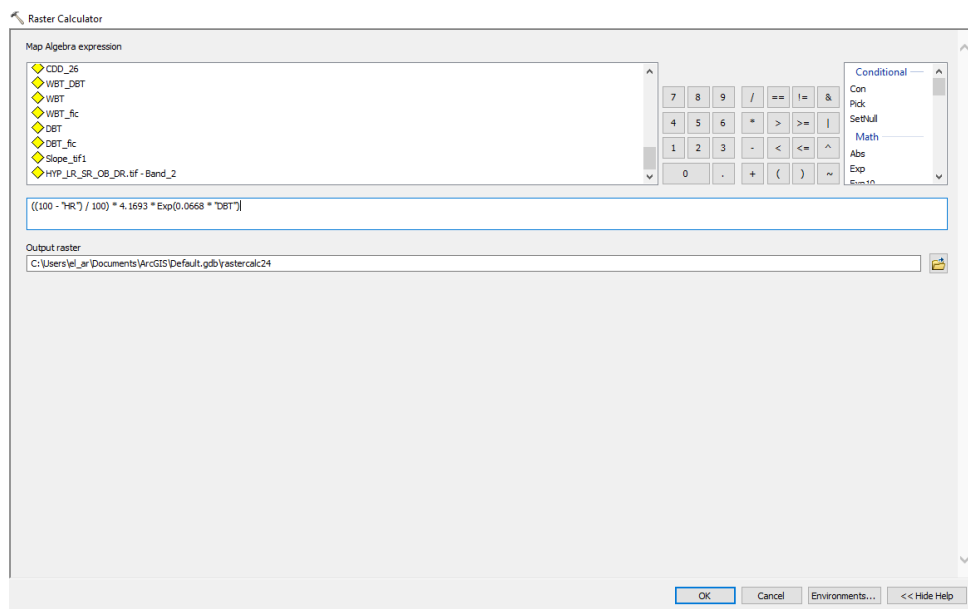 Raster Calculator
Map Algebra expression
CDD_26
WBT_DBT
WBT
WBT_fic
DBT
DBT_fic
Slope_tif1
HYP_LR_SR_OB_DR.tif - Band_2
7 8 9 / == != &
4 5 6 * > >= |
1 2 3 - < <= ^
0 . + ( ) ~
Conditional
Con
Pick
SetNull
Math
Abs
Exp
Exp10
((100 - "HR") / 100) * 4.1693 * Exp(0.0668 * "DBT")
Output raster
C:\Users\el_ar\Documents\ArcGIS\Default.gdb\rastercalc24
OK Cancel Environments... << Hide Help